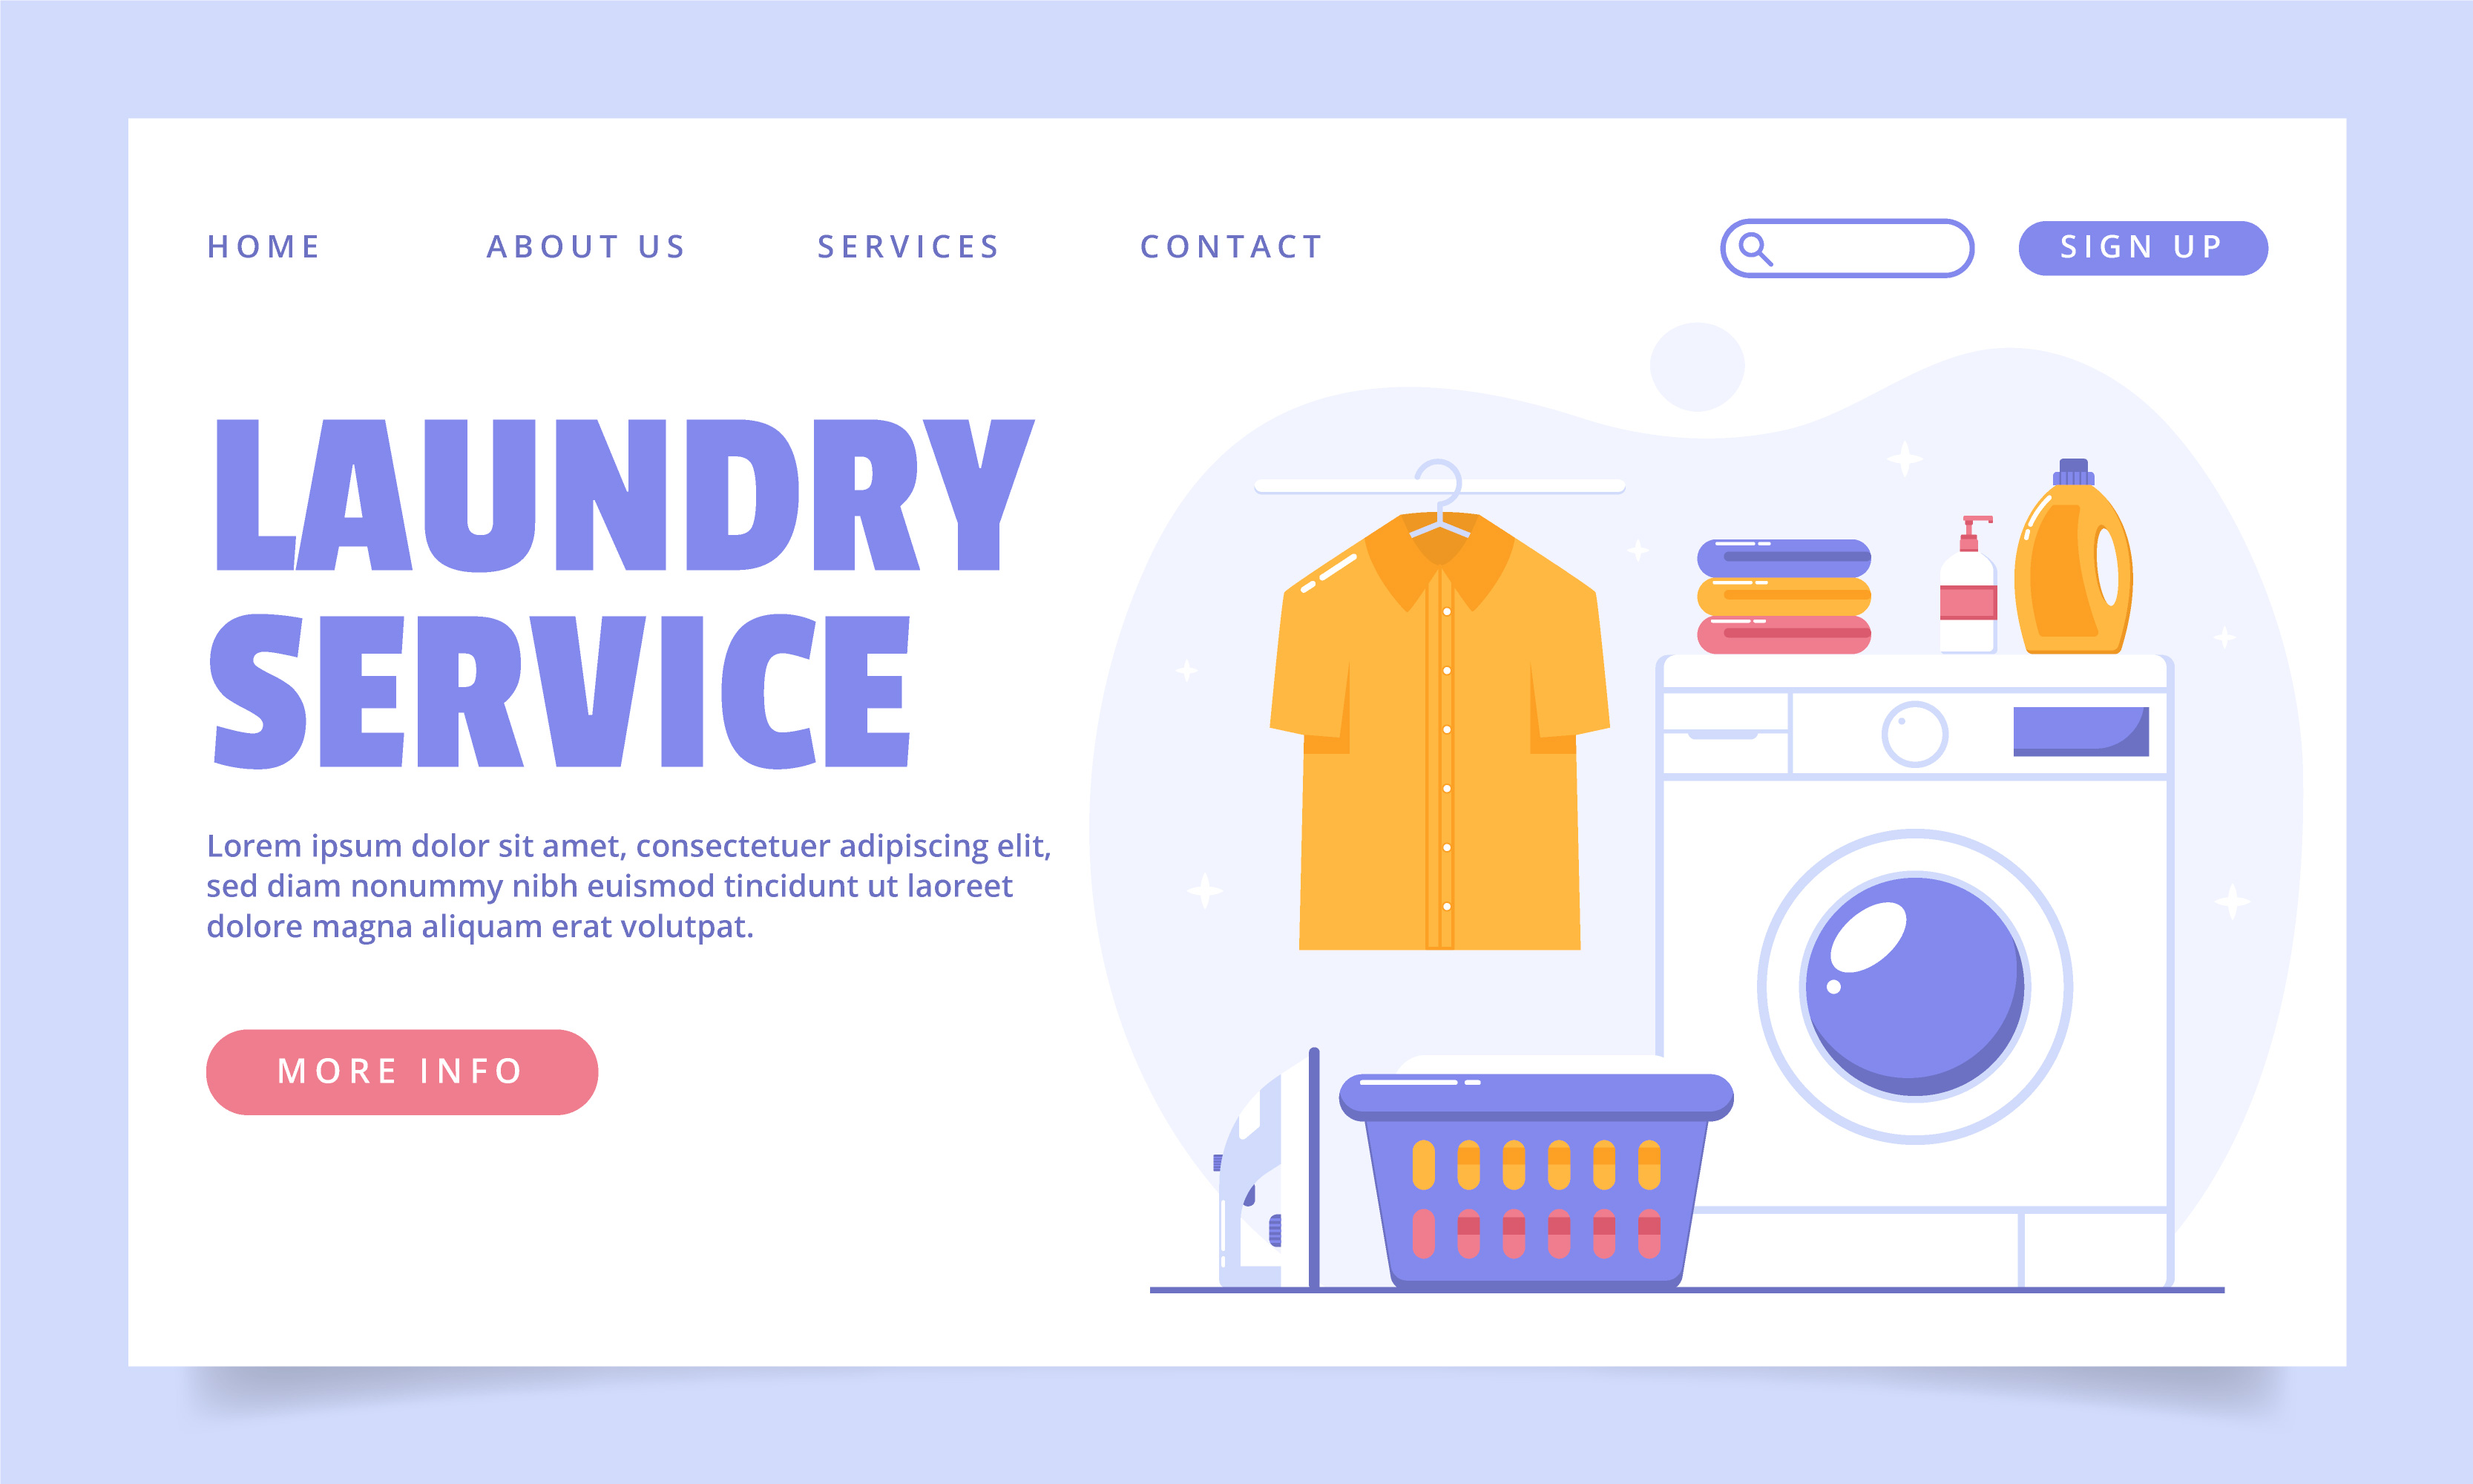 HOME ABOUT US SERVICES CONTACT SIGN UP
LAUNDRY
SERVICE
Lorem ipsum dolor sit amet, consectetuer adipiscing elit,
sed diam nonummy nibh euismod tincidunt ut laoreet
dolore magna aliquam erat volutpat.
MORE INFO